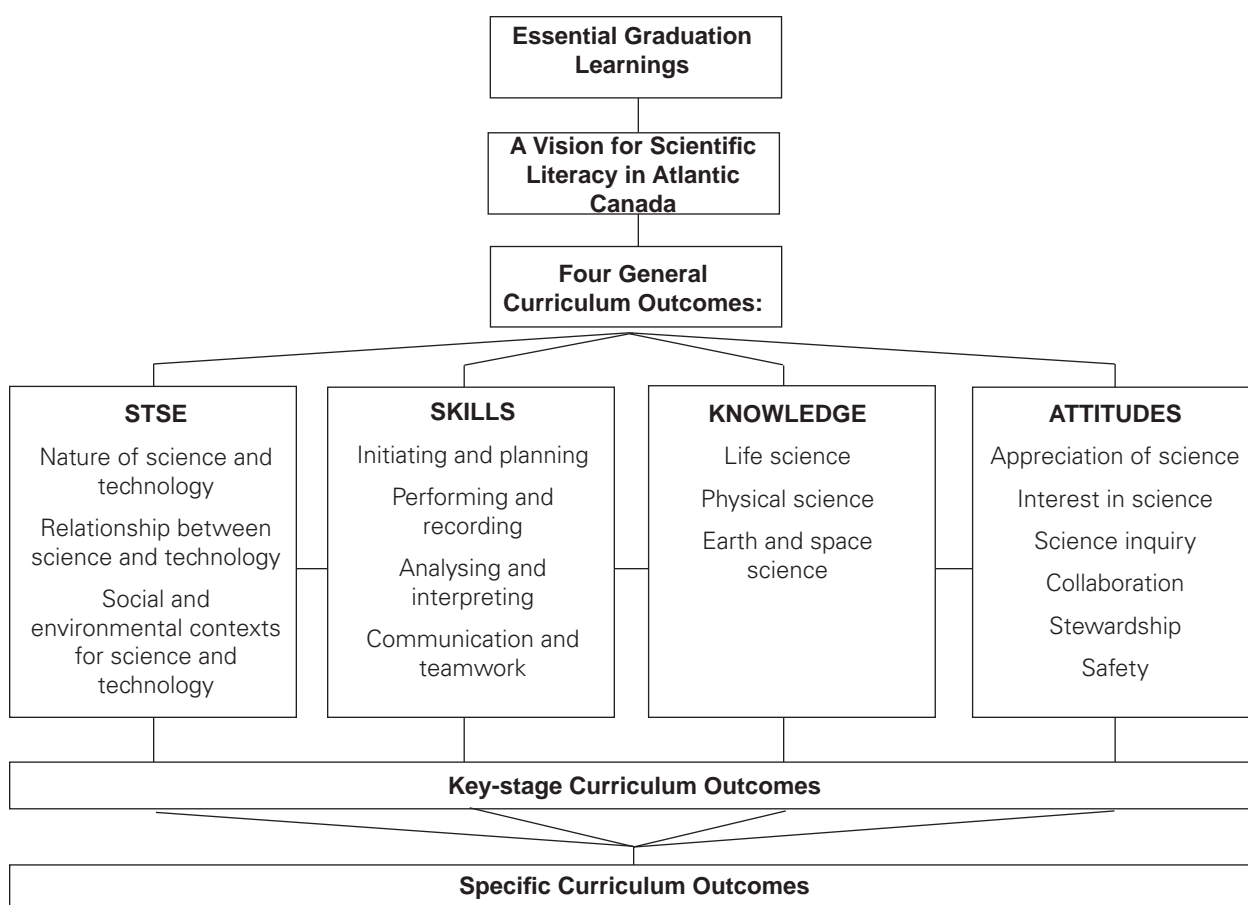 Essential Graduation
Learnings
A Vision for Scientific
Literacy in Atlantic
Canada
Four General
Curriculum Outcomes:
STSE
Nature of science and
technology
Relationship between
science and technology
Social and
environmental contexts
for science and
technology
SKILLS
Initiating and planning
Performing and
recording
Analysing and
interpreting
Communication and
teamwork
KNOWLEDGE
Life science
Physical science
Earth and space
science
ATTITUDES
Appreciation of science
Interest in science
Science inquiry
Collaboration
Stewardship
Safety
Key-stage Curriculum Outcomes
Specific Curriculum Outcomes